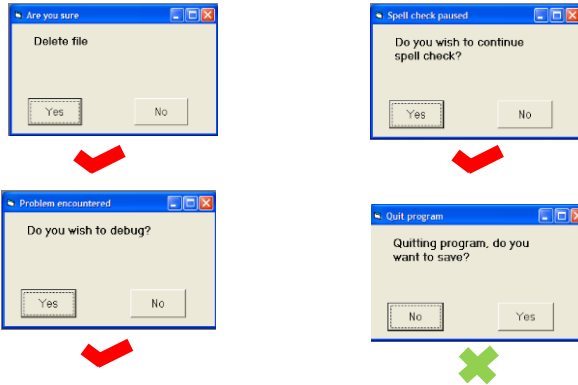 Are you sure
Delete file
Yes No
Spell check paused
Do you wish to continue
spell check?
Yes No
Problem encountered
Do you wish to debug?
Yes No
Quit program
Quitting program, do you
want to save?
No Yes